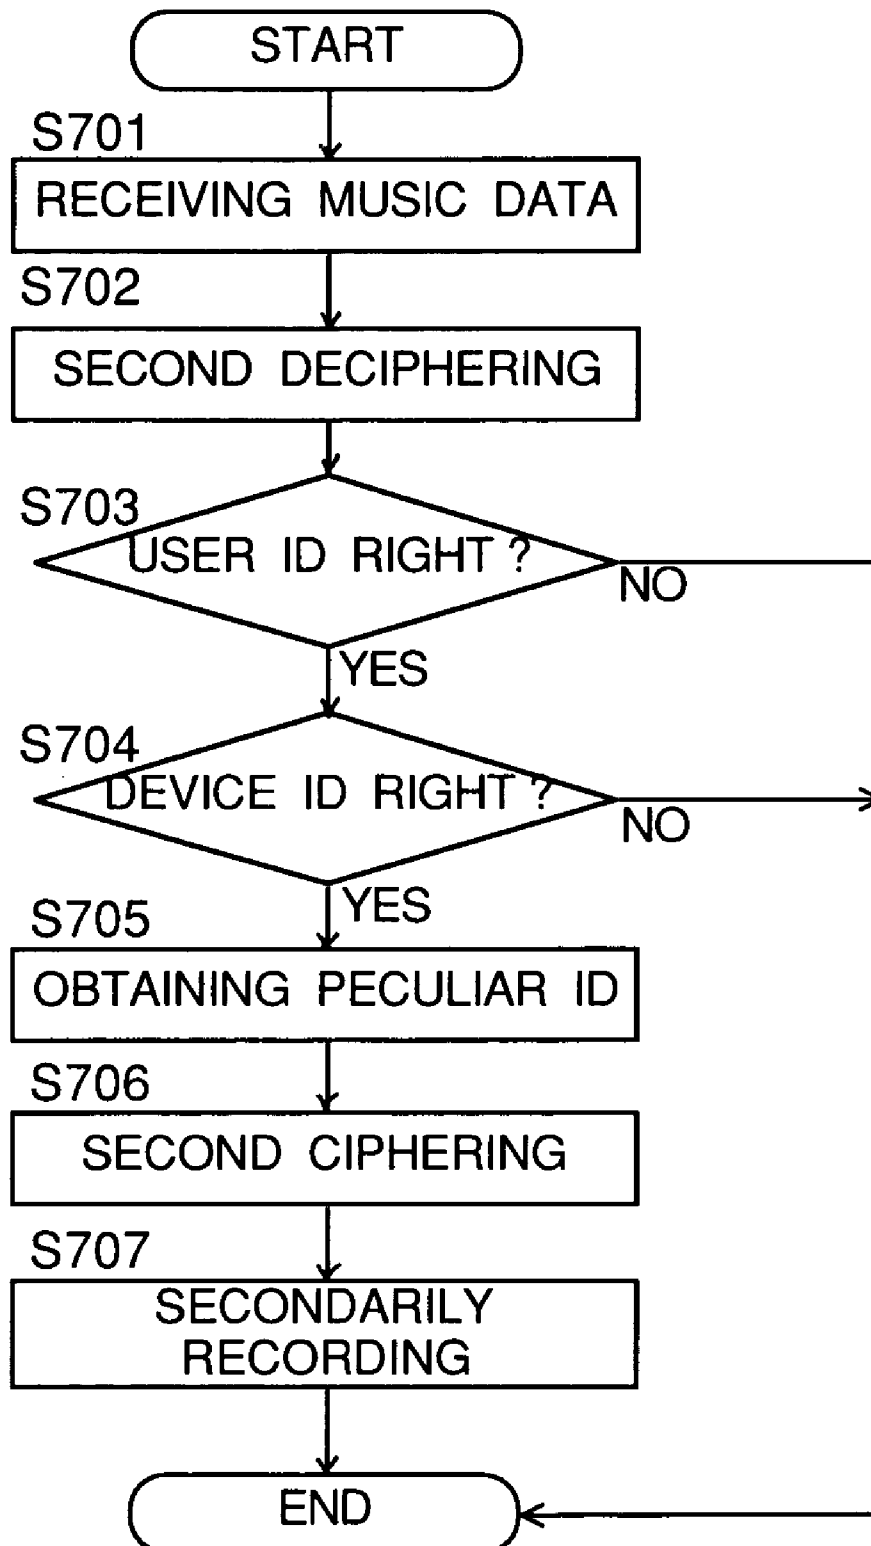 START
S701
RECEIVING MUSIC DATA
S702
SECOND DECIPHERING
S703
USER ID RIGHT ?
NO
YES
S704
DEVICE ID RIGHT ?
NO
YES
S705
OBTAINING PECULIAR ID
S706
SECOND CIPHERING
S707
SECONDARILY
RECORDING
END